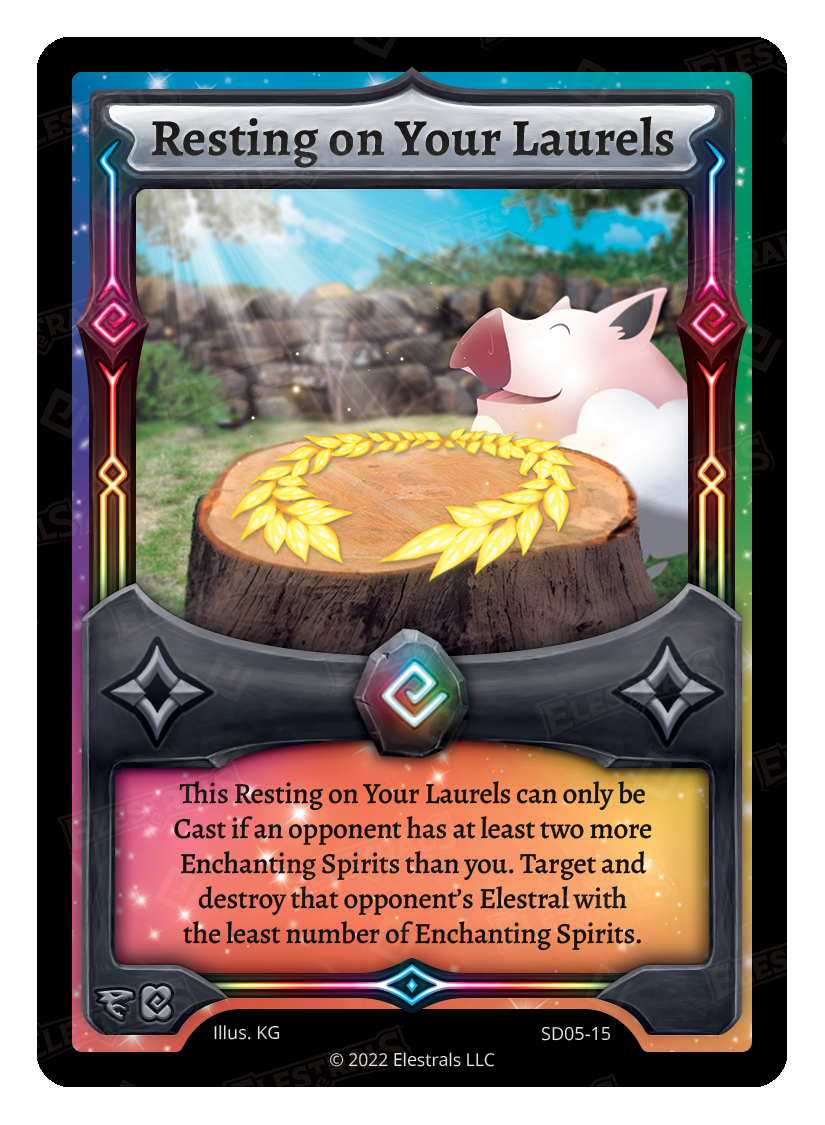 Resting on Your Laurels
This Resting on Your Laurels can only be
Cast if an opponent has at least two more
Enchanting Spirits than you. Target and
destroy that opponent’s Elestral with
the least number of Enchanting Spirits.
Illus. KG
SD05-15
© 2022 Elestrals LLC